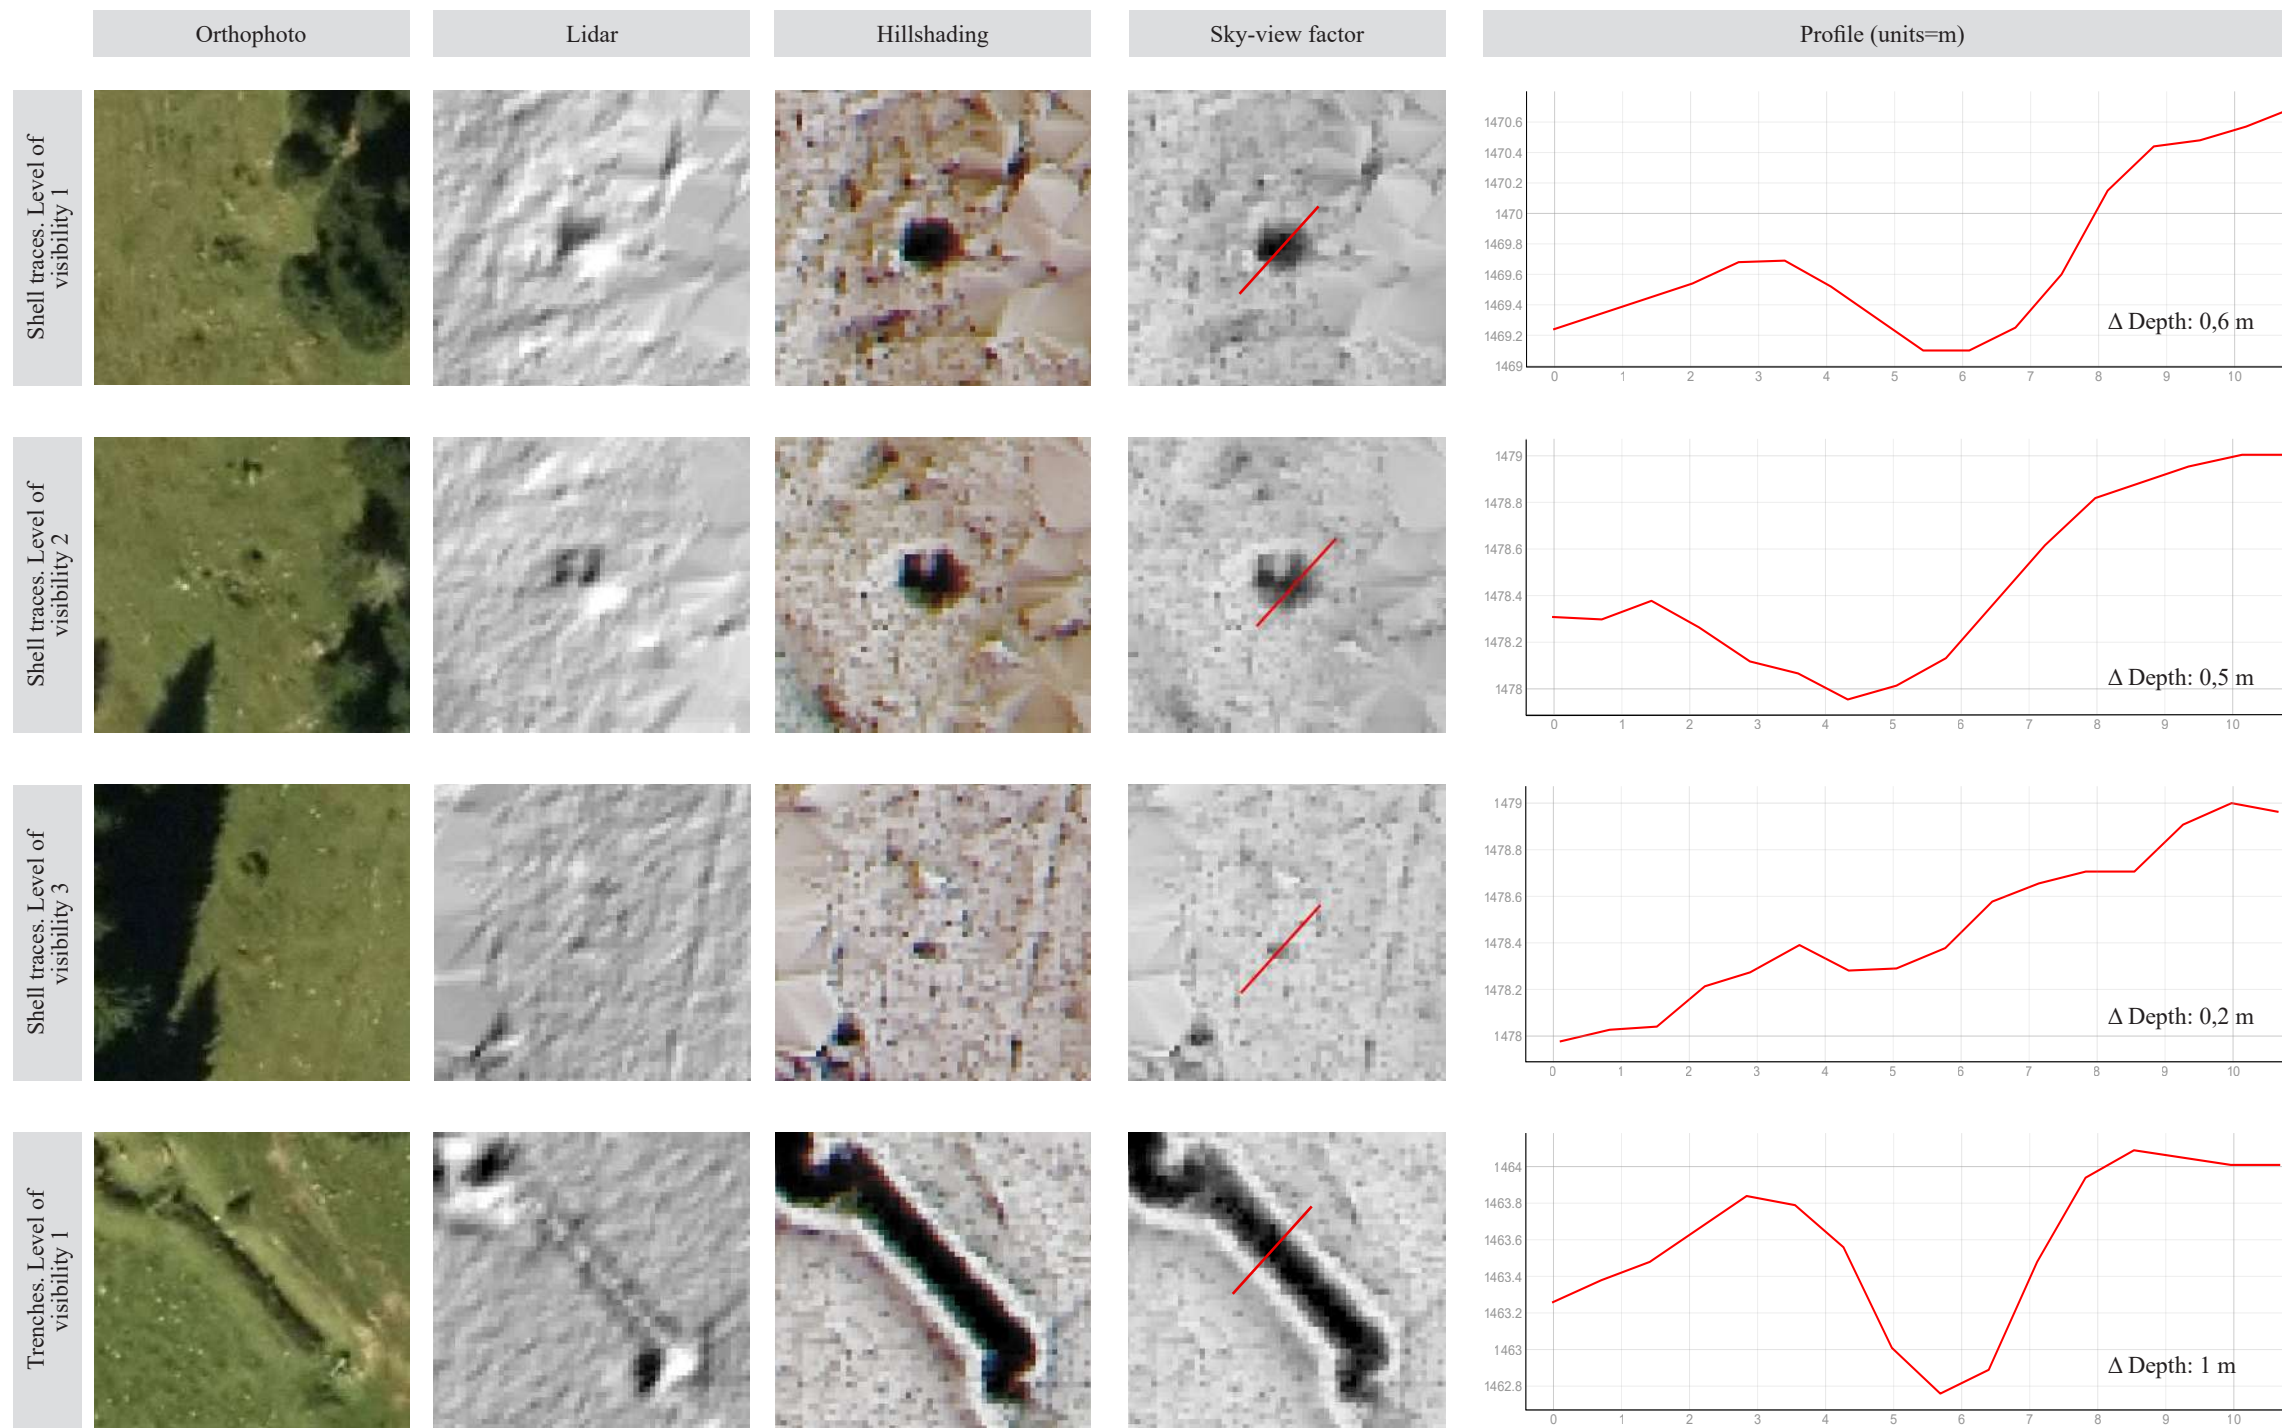 Orthophoto
Lidar
Hillshading
Sky-view factor
Profile (units=m)
Shell traces. Level of
visibility 1
1470.6
1470.4
1470.2
1470
1469.8
1469.6
1469.4
1469.2
1469
Δ Depth: 0,6 m
0 1 2 3 4 5 6 7 8 9 10
Shell traces. Level of
visibility 2
1479
1478.8
1478.6
1478.4
1478.2
1478
Δ Depth: 0,5 m
0 1 2 3 4 5 6 7 8 9 10
Shell traces. Level of
visibility 3
1479
1478.8
1478.6
1478.4
1478.2
1478
Δ Depth: 0,2 m
0 1 2 3 4 5 6 7 8 9 10
Trenches. Level of
visibility 1
1464
1463.8
1463.6
1463.4
1463.2
1463
1462.8
Δ Depth: 1 m
0 1 2 3 4 5 6 7 8 9 10